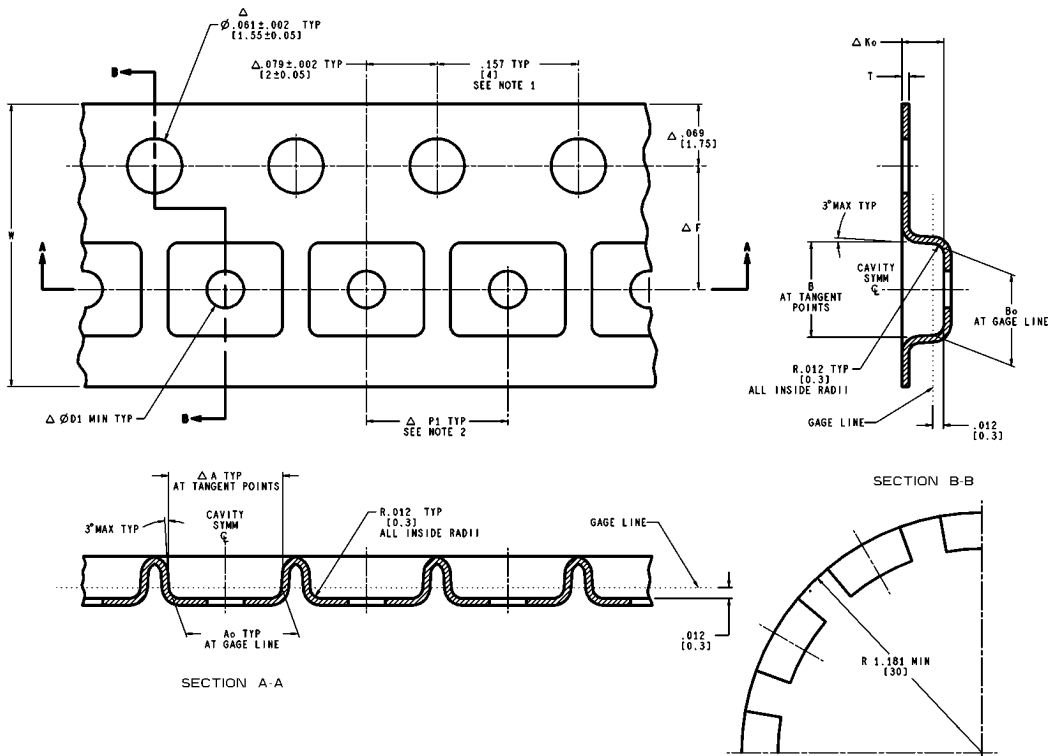 △
Ø.061±.002 TYP
[1.55±0.05]
△.079±.002 TYP
[2±0.05]
.157 TYP
[4]
SEE NOTE 1
B
△.069
[1.75]
△F
W
A
A
△ØD1 MIN TYP
B
△ P1 TYP
SEE NOTE 2
△Ko
T
3°MAX TYP
CAVITY
SYMM
℄
B
AT TANGENT
POINTS
Bo
AT GAGE LINE
R.012 TYP
[0.3]
ALL INSIDE RADII
GAGE LINE
.012
[0.3]
SECTION B-B
△A TYP
AT TANGENT POINTS
3°MAX TYP
CAVITY
SYMM
℄
R.012 TYP
[0.3]
ALL INSIDE RADII
GAGE LINE
Ao TYP
AT GAGE LINE
.012
[0.3]
SECTION A-A
R 1.181 MIN
[30]